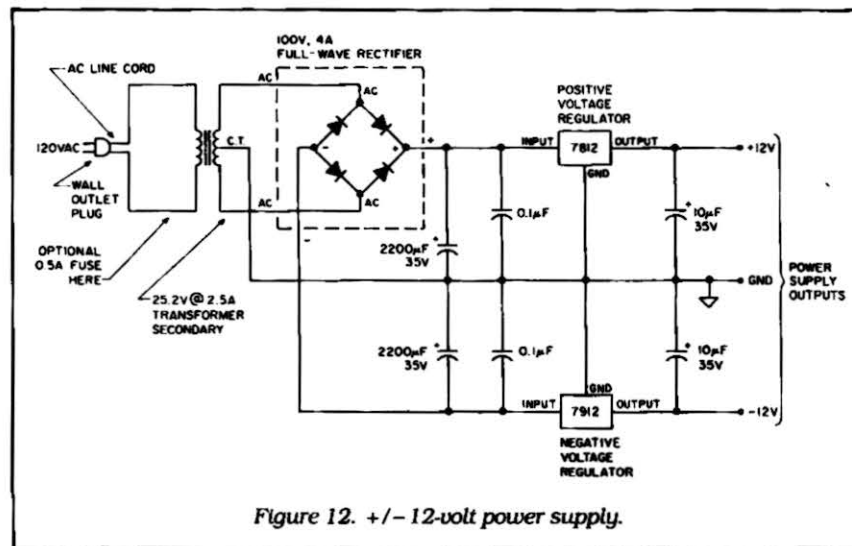 100V, 4A
FULL-WAVE RECTIFIER
AC LINE CORD
AC
AC
POSITIVE
VOLTAGE
REGULATOR
C.T.
-
+
+
INPUT
7812
OUTPUT
+12V
120VAC
GND
WALL
OUTLET
PLUG
AC
AC
0.1µF
+
10µF
35V
OPTIONAL
0.5A FUSE
HERE
-
2200µF
35V
+
GND
POWER
SUPPLY
OUTPUTS
25.2V@2.5A
TRANSFORMER
SECONDARY
2200µF
35V
+
0.1µF
+
10µF
35V
GND
INPUT
7912
OUTPUT
-12V
NEGATIVE
VOLTAGE
REGULATOR
Figure 12. +/- 12-volt power supply.